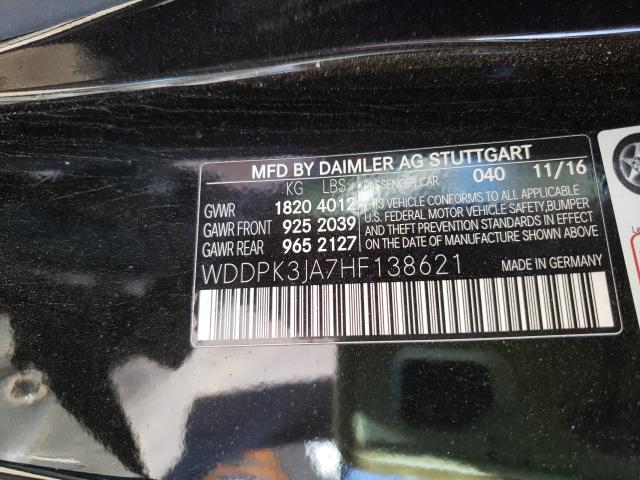 MFD BY DAIMLER AG STUTTGART
KG LBS PASSENGER CAR 040 11/16
GVWR 1820 4012 THIS VEHICLE CONFORMS TO ALL APPLICABLE
GAWR FRONT 925 2039 U.S. FEDERAL MOTOR VEHICLE SAFETY,BUMPER
GAWR REAR 965 2127 AND THEFT PREVENTION STANDARDS IN EFFECT
ON THE DATE OF MANUFACTURE SHOWN ABOVE.
WDDPK3JA7HF138621 MADE IN GERMANY